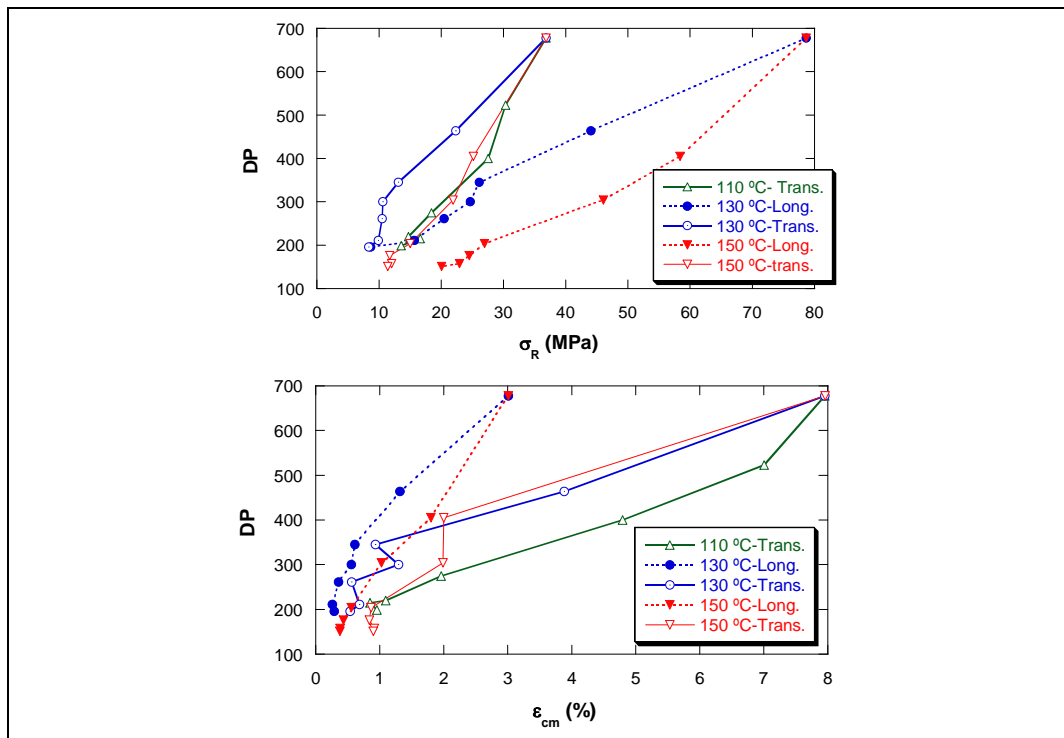 700
600
500
400
300
200
100
DP
110 ºC- Trans.
130 ºC-Long.
130 ºC-Trans.
150 ºC-Long.
150 ºC-trans.
0 10 20 30 40 50 60 70 80
σR (MPa)
700
600
500
400
300
200
100
DP
110 ºC-Trans.
130 ºC-Long.
130 ºC-Trans.
150 ºC-Long.
150 ºC-Trans.
0 1 2 3 4 5 6 7 8
εcm (%)